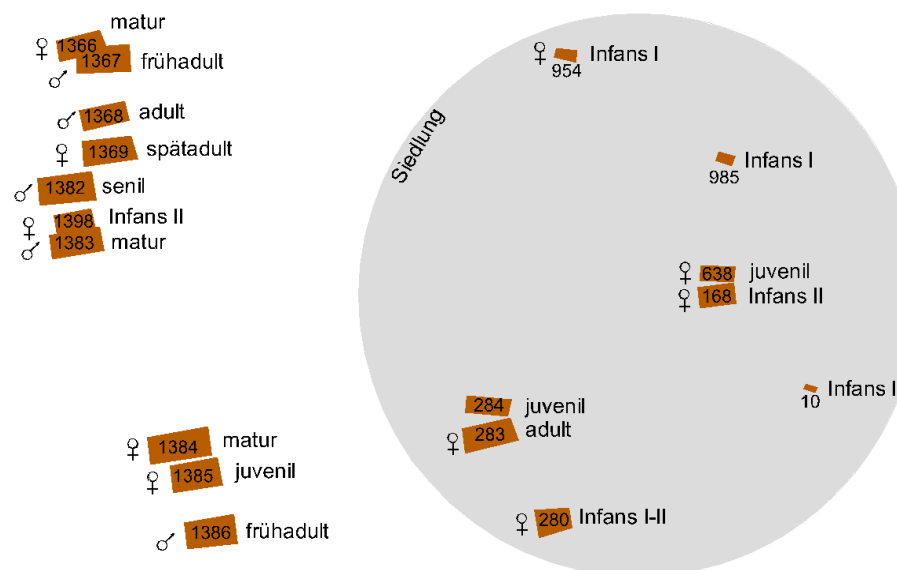 matur
♀ 1366
♂ 1367 frühadult
♂ 1368 adult
♀ 1369 spätadult
♂ 1382 senil
♀ 1398 Infans II
♂ 1383 matur
♀ 1384 matur
♀ 1385 juvenil
♂ 1386 frühadult
Siedlung
♀ Infans I
954
Infans I
985
♀ 638 juvenil
♀ 168 Infans II
Infans I
10
284 juvenil
♀ 283 adult
♀ 280 Infans I-II